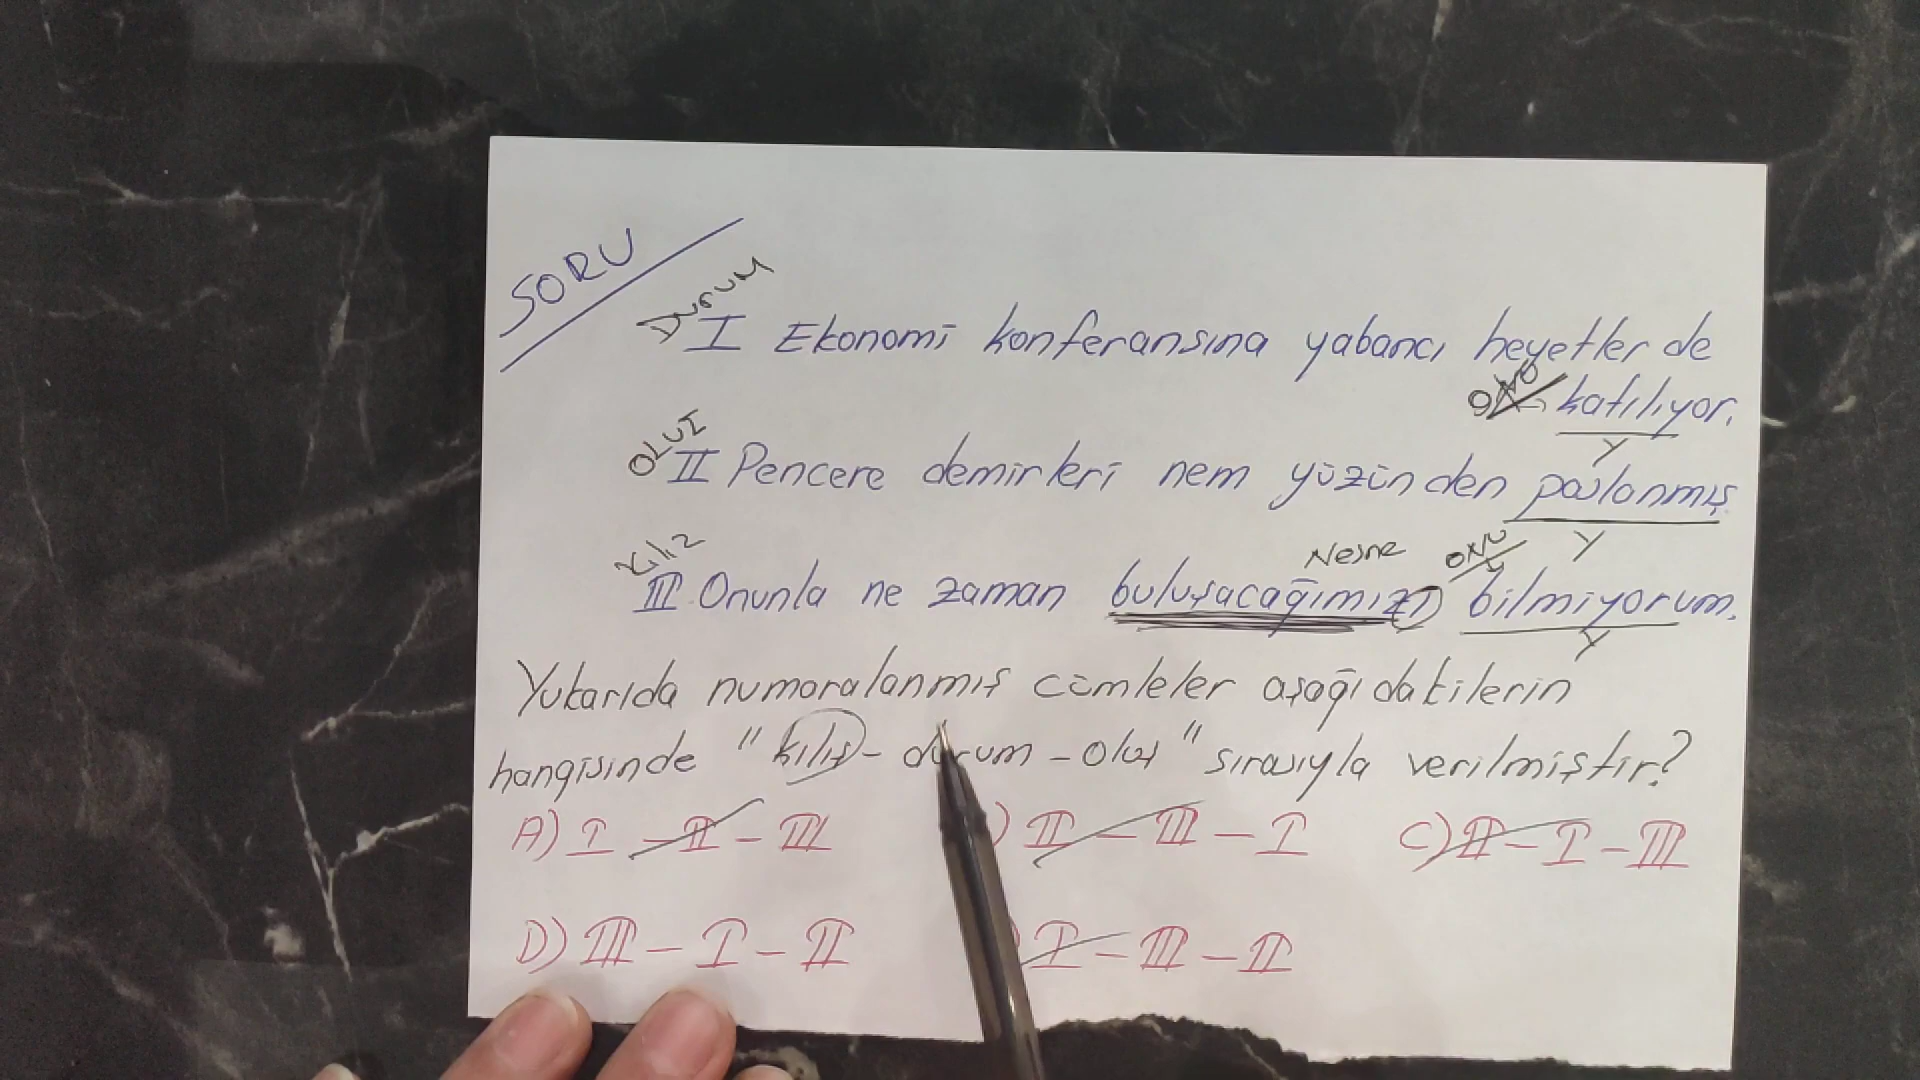 SORU
Durum
I Ekonomi konferansına yabancı heyetler de
katılıyor.
Y
OLUŞ
II Pencere demirleri nem yüzünden paslanmış.
Y
Kılış
Nesne
onu
III Onunla ne zaman buluşacağımızı bilmiyorum.
Y
Yukarıda numaralanmış cümleler aşağıdakilerin
hangisinde "kılış - durum - oluş" sırasıyla verilmiştir?
A) I - II - III
) II - III - I
C) II - I - III
D) III - I - II
) I - III - II